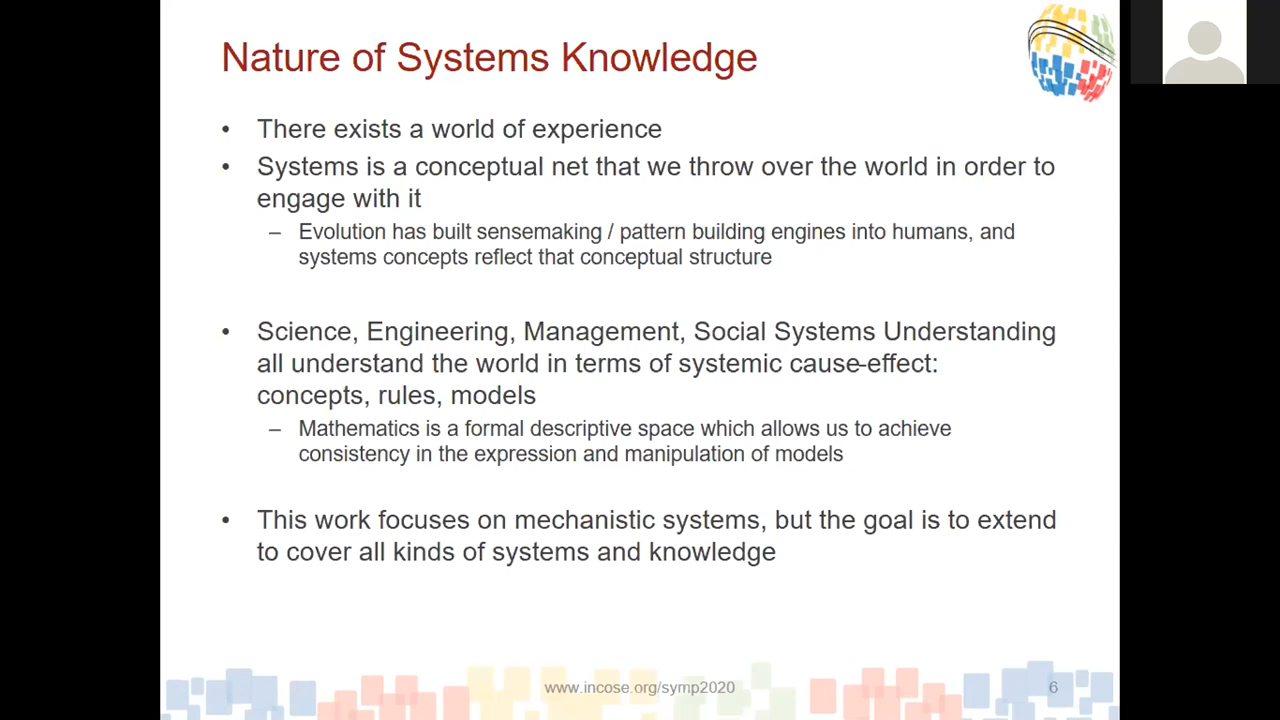 Nature of Systems Knowledge
• There exists a world of experience
• Systems is a conceptual net that we throw over the world in order to
engage with it
– Evolution has built sensemaking / pattern building engines into humans, and
systems concepts reflect that conceptual structure
• Science, Engineering, Management, Social Systems Understanding
all understand the world in terms of systemic cause-effect:
concepts, rules, models
– Mathematics is a formal descriptive space which allows us to achieve
consistency in the expression and manipulation of models
• This work focuses on mechanistic systems, but the goal is to extend
to cover all kinds of systems and knowledge
www.incose.org/symp2020
6